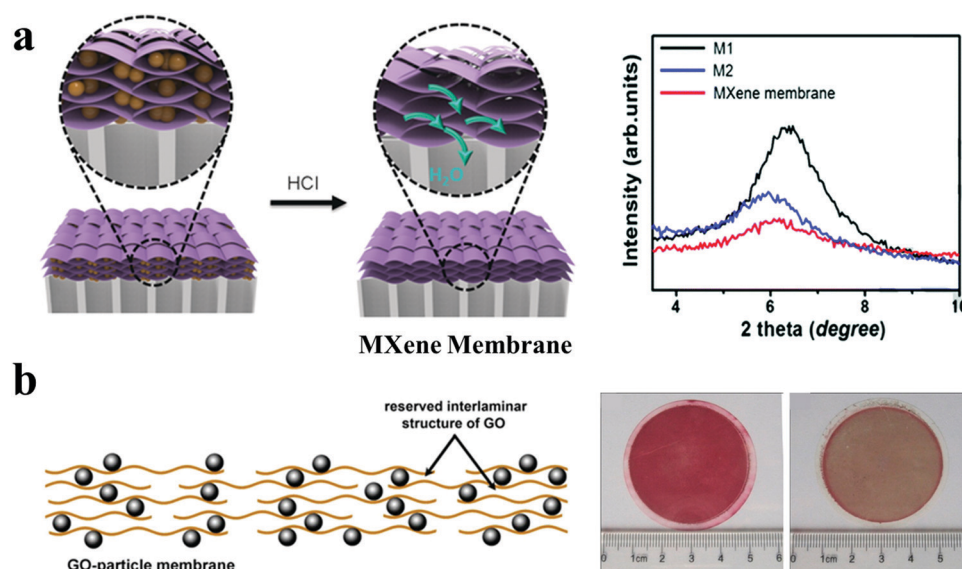 a
HCl
H₂O
MXene Membrane
M1
M2
MXene membrane
Intensity (arb.units)
4
6
8
10
2 theta (degree)
b
reserved interlaminar
structure of GO
GO-particle membrane
0 1cm 2 3 4 5 6
0 1cm 2 3 4 5